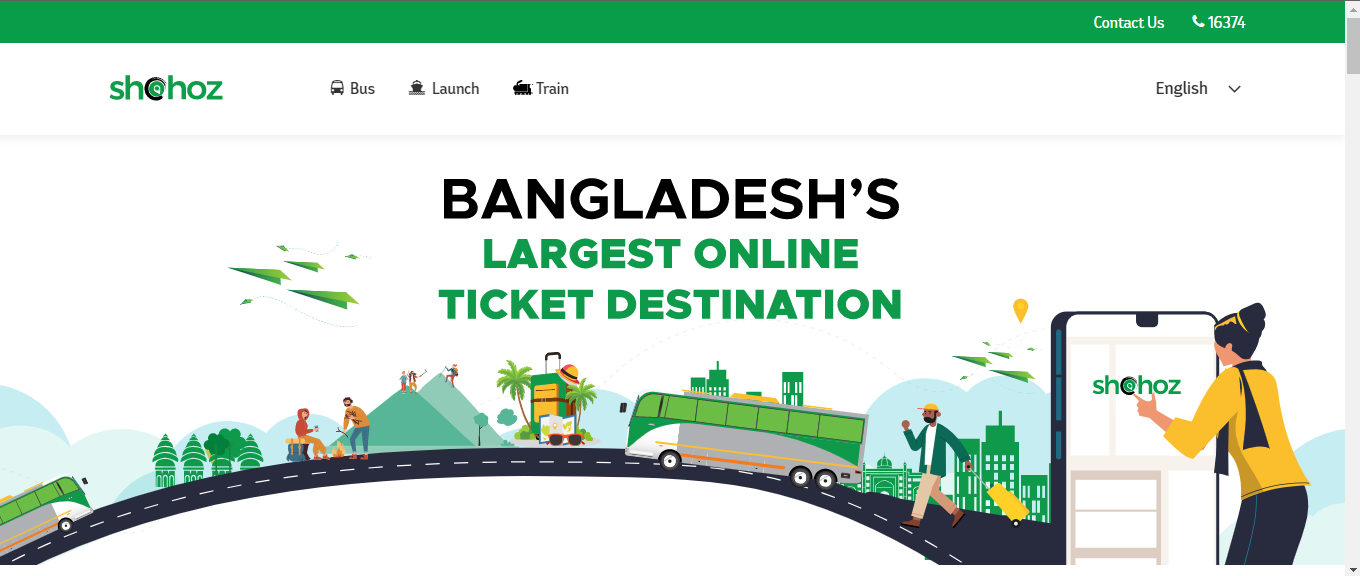 Contact Us 16374
shohoz Bus Launch Train English
BANGLADESH'S
LARGEST ONLINE
TICKET DESTINATION
shohoz